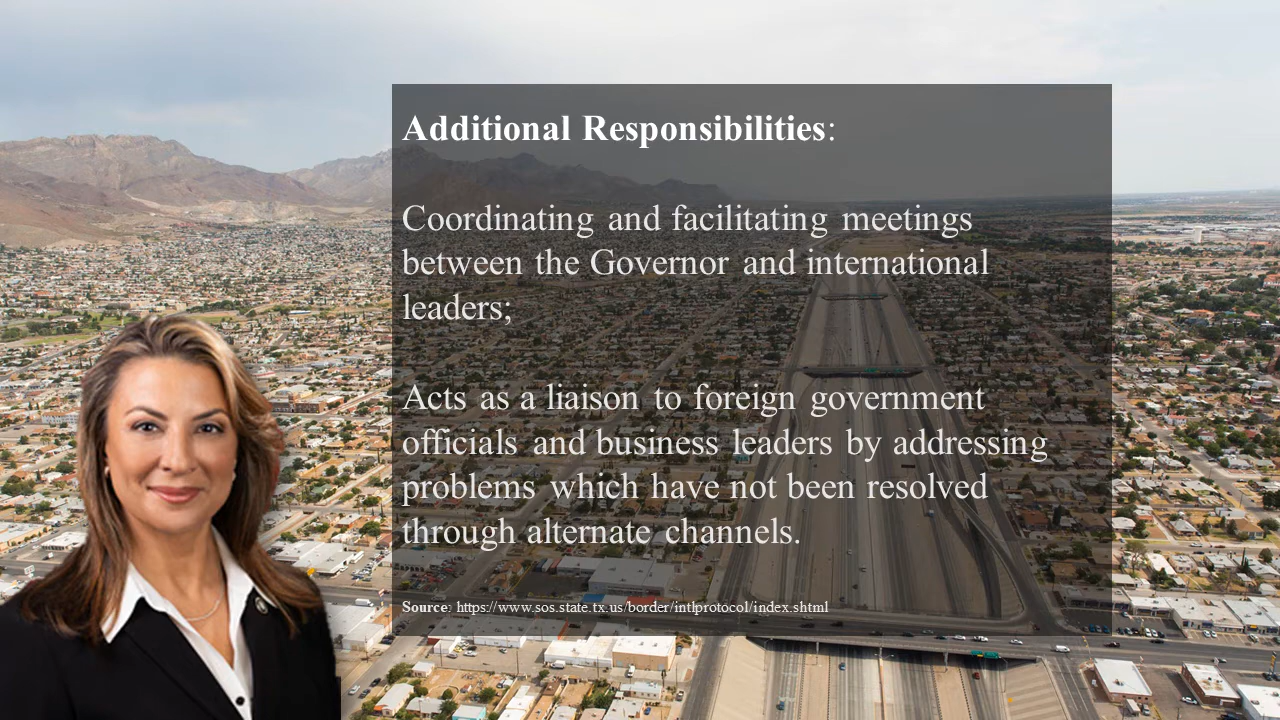 Additional Responsibilities:
Coordinating and facilitating meetings
between the Governor and international
leaders;
Acts as a liaison to foreign government
officials and business leaders by addressing
problems which have not been resolved
through alternate channels.
Source: https://www.sos.state.tx.us/border/intlprotocol/index.shtml